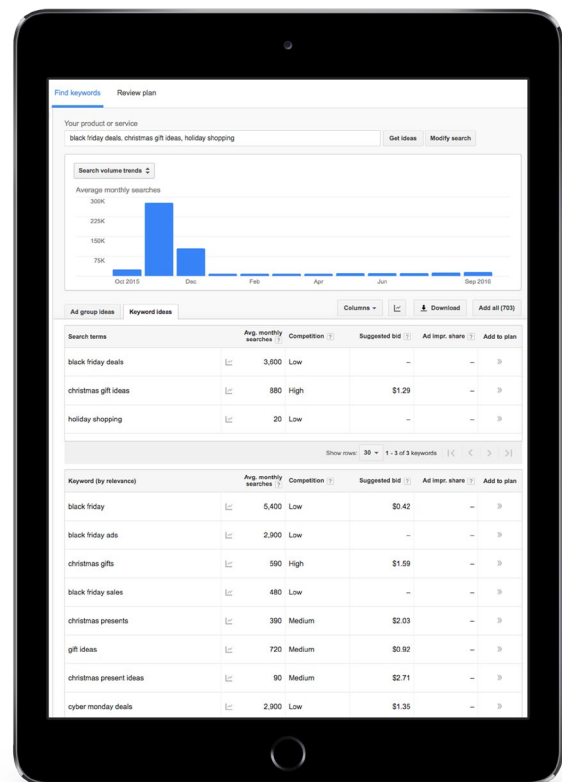 Find keywords Review plan
Your product or service
black friday deals, christmas gift ideas, holiday shopping Get ideas Modify search
Search volume trends
Average monthly searches
300K
225K
150K
75K
Oct 2015 Dec Feb Apr Jun Sep 2016
Ad group ideas Keyword ideas Columns Download Add all (703)
Search terms Avg. monthly searches ? Competition ? Suggested bid ? Ad impr. share ? Add to plan
black friday deals 3,600 Low – – »
christmas gift ideas 880 High $1.29 – »
holiday shopping 20 Low – – »
Show rows: 30 1 - 3 of 3 keywords |< < > >|
Keyword (by relevance) Avg. monthly searches ? Competition ? Suggested bid ? Ad impr. share ? Add to plan
black friday 5,400 Low $0.42 – »
black friday ads 2,900 Low – – »
christmas gifts 590 High $1.59 – »
black friday sales 480 Low – – »
christmas presents 390 Medium $2.03 – »
gift ideas 720 Medium $0.92 – »
christmas present ideas 90 Medium $2.71 – »
cyber monday deals 2,900 Low $1.35 – »